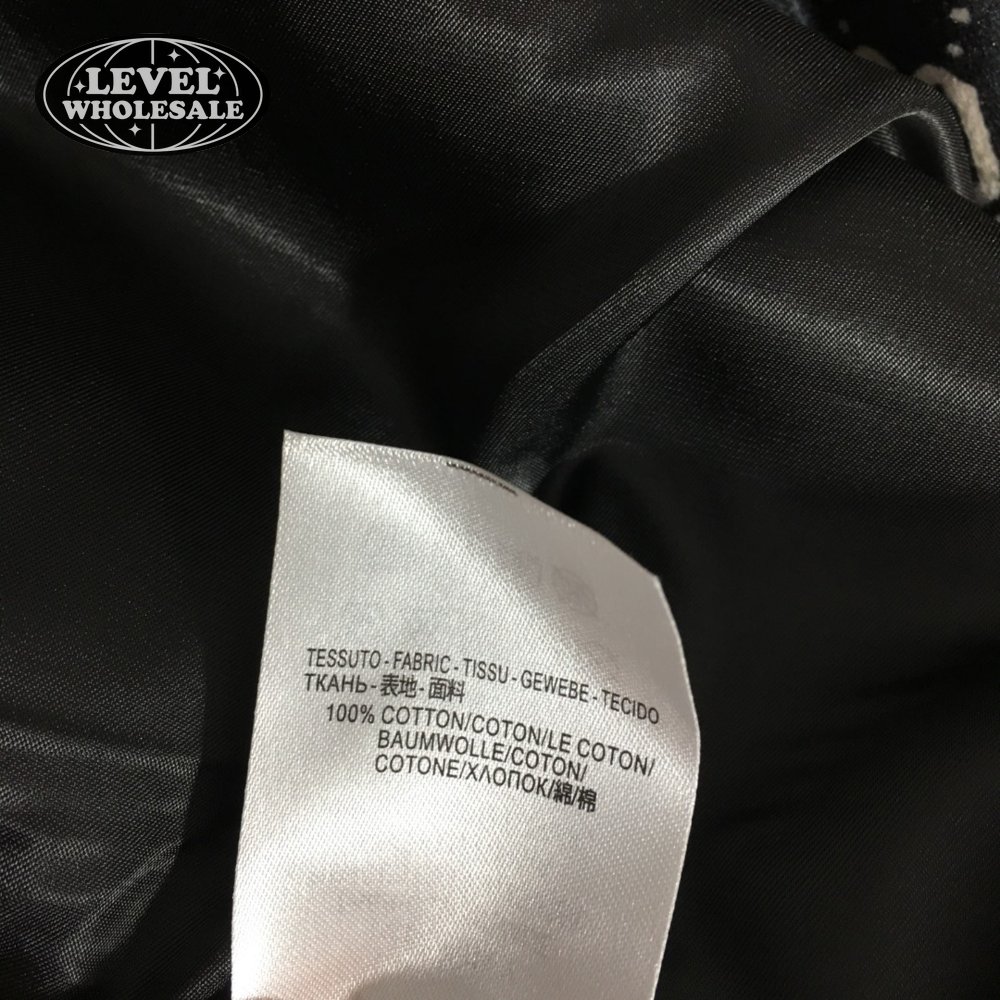 LEVEL
WHOLESALE
TESSUTO - FABRIC - TISSU - GEWEBE - TECIDO
ТКАНЬ - 表地 - 面料
100% COTTON/COTON/LE COTON/
BAUMWOLLE/COTON/
COTONE/ХЛОПОК/綿/棉